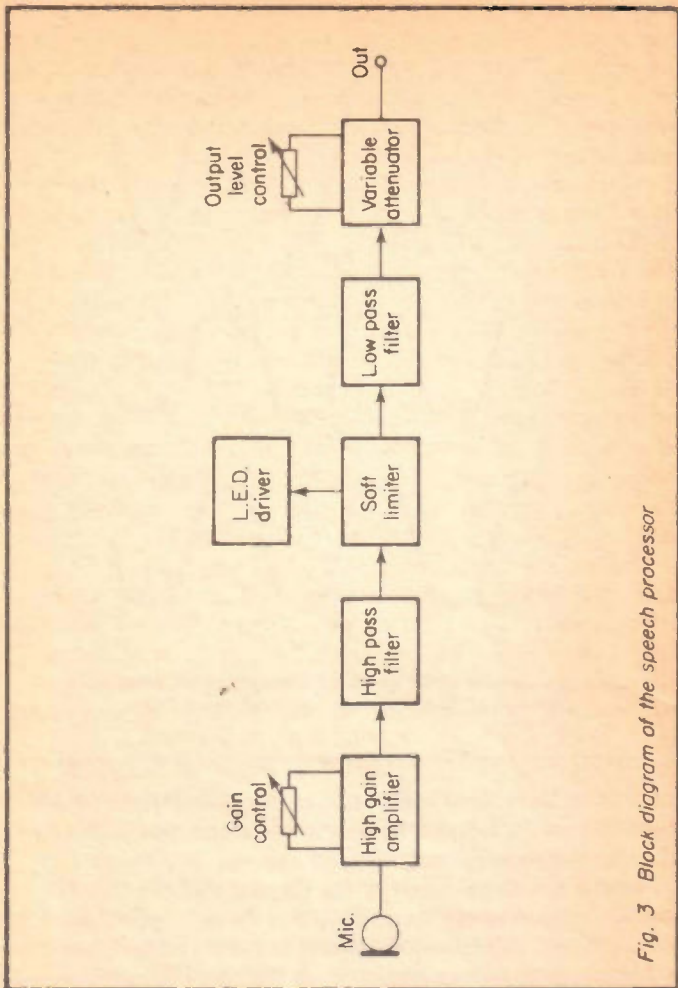 Mic.
Gain
control
High gain
amplifier
High pass
filter
L.E.D.
driver
Soft
limiter
Low pass
filter
Output
level
control
Variable
attenuator
Out
Fig. 3 Block diagram of the speech processor